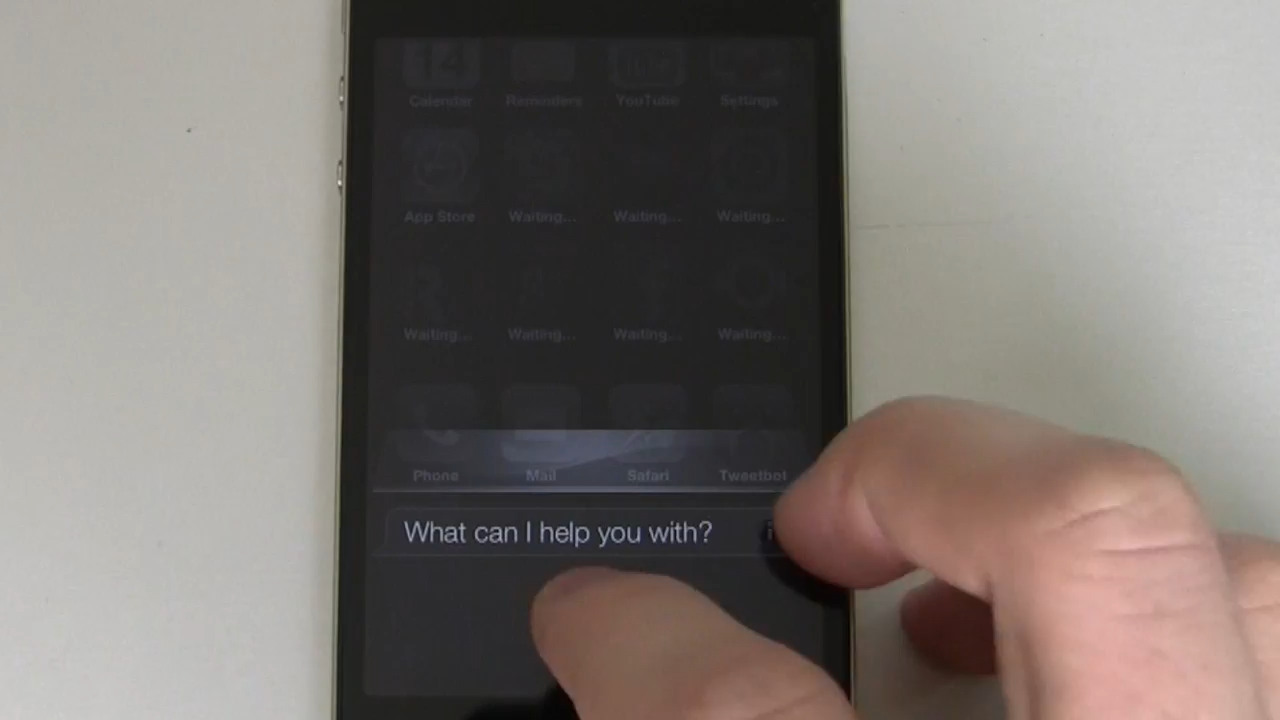 14
Calendar Reminders YouTube Settings
App Store Waiting... Waiting... Waiting...
Waiting... Waiting... Waiting... Waiting...
Phone Mail Safari Tweetbot
What can I help you with? i